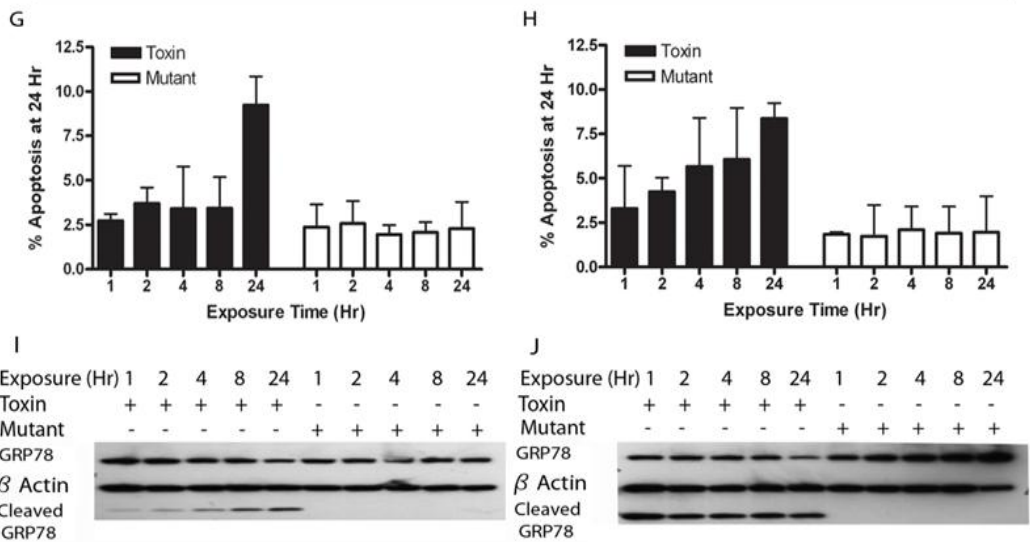 G
12.5
10.0
7.5
5.0
2.5
0.0
% Apoptosis at 24 Hr
Toxin
Mutant
1 2 4 8 24 1 2 4 8 24
Exposure Time (Hr)
H
12.5
10.0
7.5
5.0
2.5
0.0
% Apoptosis at 24 Hr
Toxin
Mutant
1 2 4 8 24 1 2 4 8 24
Exposure Time (Hr)
I
Exposure (Hr) 1 2 4 8 24 1 2 4 8 24
Toxin + + + + + - - - - -
Mutant - - - - - + + + + +
GRP78
β Actin
Cleaved
GRP78
J
Exposure (Hr) 1 2 4 8 24 1 2 4 8 24
Toxin + + + + + - - - - -
Mutant - - - - - + + + + +
GRP78
β Actin
Cleaved
GRP78